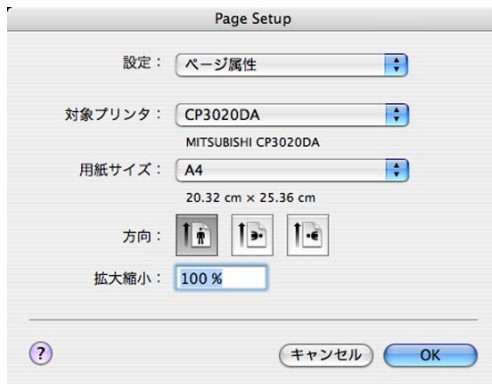 Page Setup
設定： ページ属性
対象プリンタ： CP3020DA
MITSUBISHI CP3020DA
用紙サイズ： A4
20.32 cm × 25.36 cm
方向：
拡大縮小： 100 %
? キャンセル OK